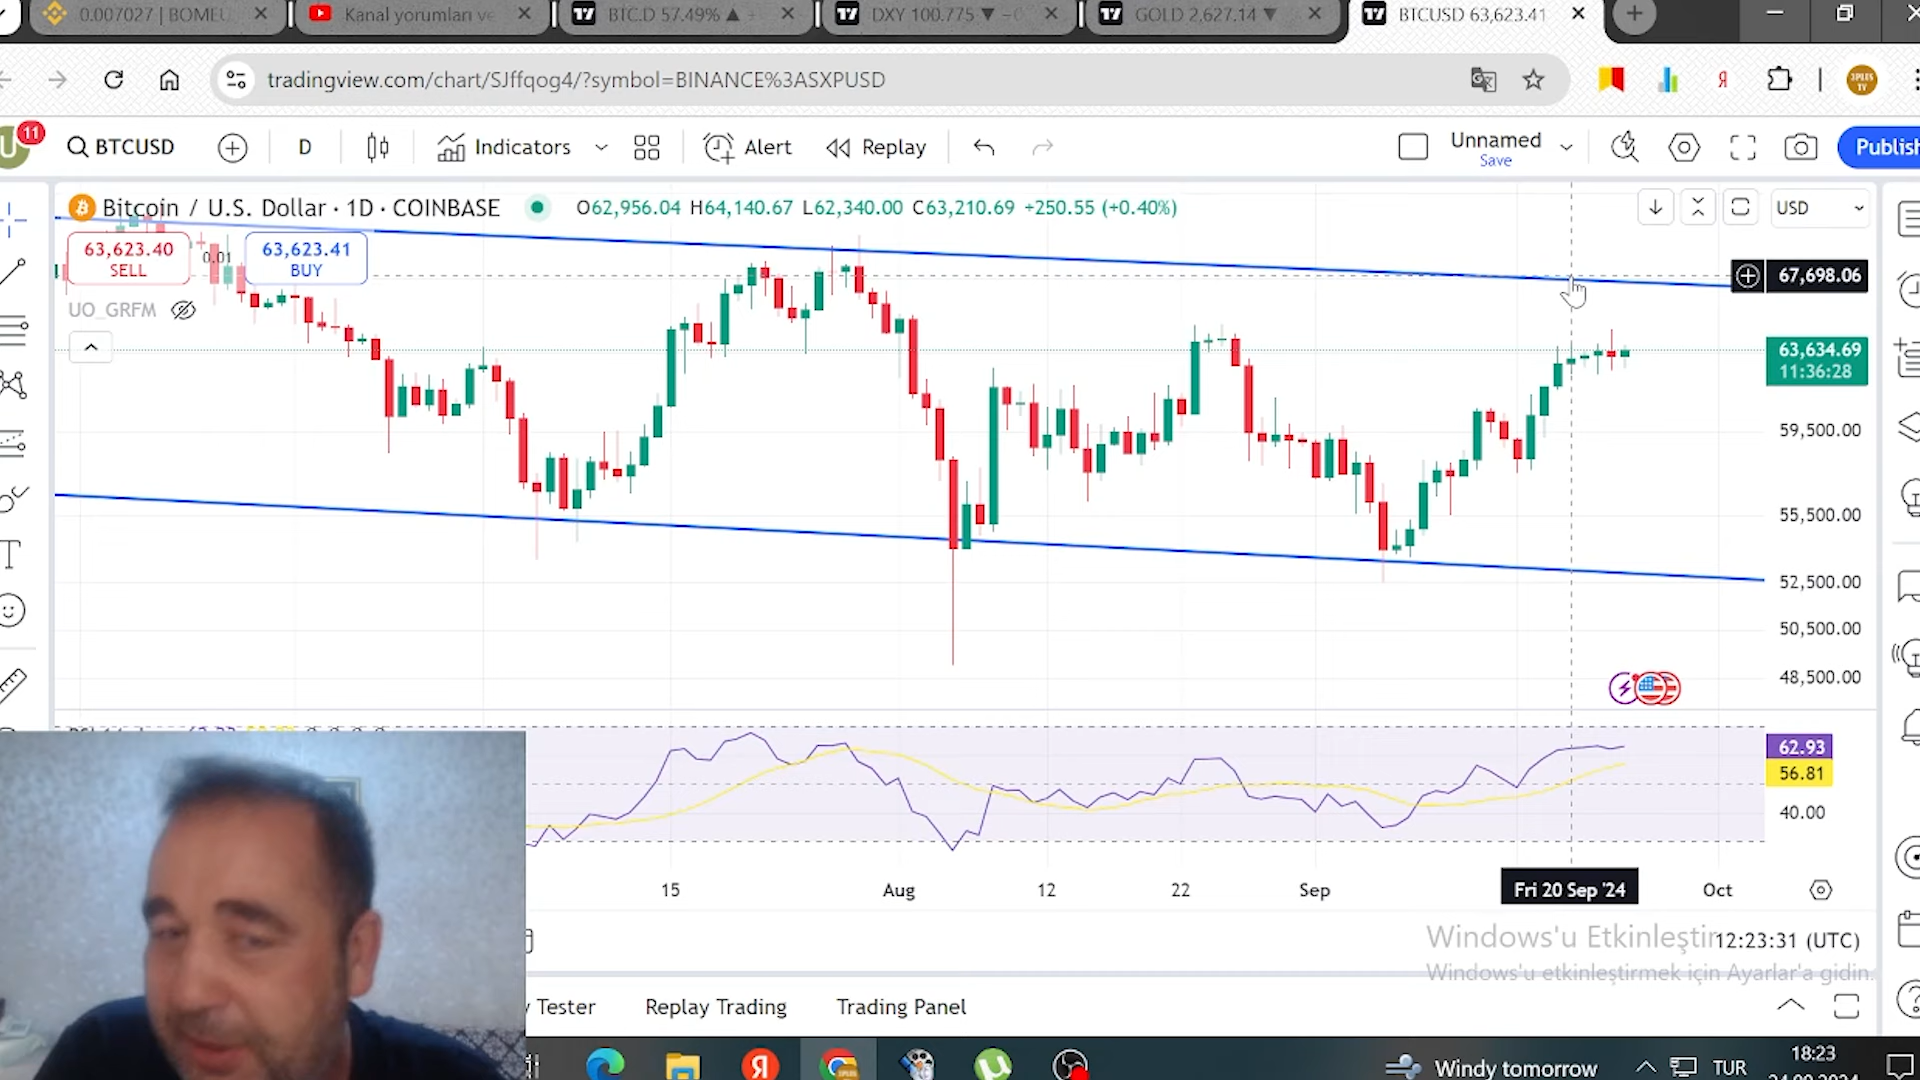 0.007027 | BOMEU
Kanal yorumları ve
BTC.D 57.49% ▲
DXY 100.775 ▼ −0
GOLD 2,627.14 ▼
BTCUSD 63,623.41
tradingview.com/chart/SJffqog4/?symbol=BINANCE%3ASXPUSD
U 11
BTCUSD
D
Indicators
Alert
Replay
Unnamed
Save
Publish
Bitcoin / U.S. Dollar · 1D · COINBASE
O62,956.04 H64,140.67 L62,340.00 C63,210.69 +250.55 (+0.40%)
USD
63,623.40
SELL
0.01
63,623.41
BUY
UO_GRFM
67,698.06
63,634.69
11:36:28
59,500.00
55,500.00
52,500.00
50,500.00
48,500.00
62.93
56.81
40.00
15
Aug
12
22
Sep
Fri 20 Sep '24
Oct
Windows'u Etkinleştir
12:23:31 (UTC)
Windows'u etkinleştirmek için Ayarlar'a gidin.
Tester
Replay Trading
Trading Panel
Windy tomorrow
TUR
18:23